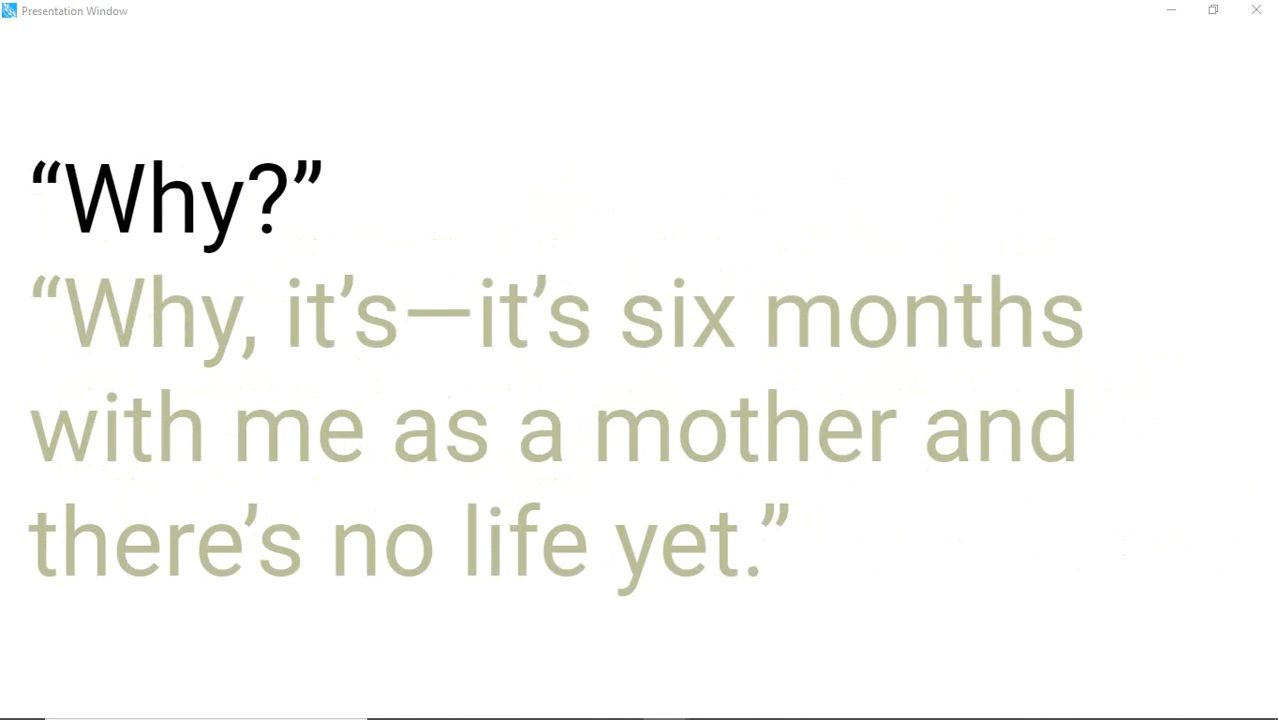 Presentation Window
“Why?”
“Why, it’s—it’s six months
with me as a mother and
there’s no life yet.”